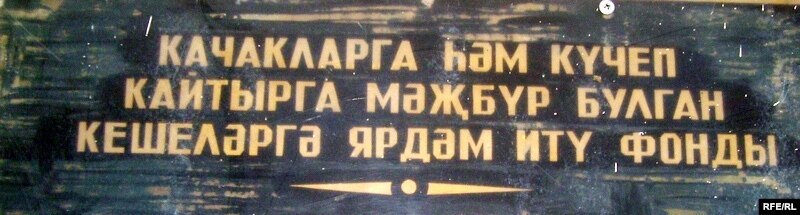 КАЧАКЛАРГА ҺӘМ КҮЧЕП
КАЙТЫРГА МӘҖБҮР БУЛГАН
КЕШЕЛӘРГӘ ЯРДӘМ ИТҮ ФОНДЫ
RFE/RL